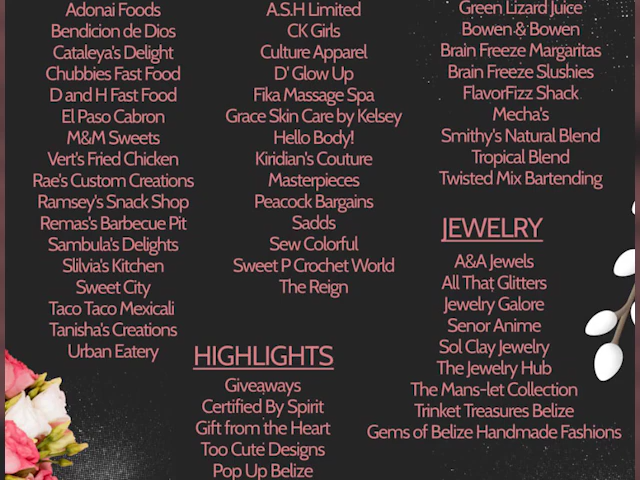 Adonai Foods
Bendicion de Dios
Cataleya's Delight
Chubbies Fast Food
D and H Fast Food
El Paso Cabron
M&M Sweets
Vert's Fried Chicken
Rae's Custom Creations
Ramsey's Snack Shop
Remas's Barbecue Pit
Sambula's Delights
Slilvia's Kitchen
Sweet City
Taco Taco Mexicali
Tanisha's Creations
Urban Eatery
A.S.H Limited
CK Girls
Culture Apparel
D' Glow Up
Fika Massage Spa
Grace Skin Care by Kelsey
Hello Body!
Kiridian's Couture
Masterpieces
Peacock Bargains
Sadds
Sew Colorful
Sweet P Crochet World
The Reign
HIGHLIGHTS
Giveaways
Certified By Spirit
Gift from the Heart
Too Cute Designs
Pop Up Belize
Green Lizard Juice
Bowen & Bowen
Brain Freeze Margaritas
Brain Freeze Slushies
FlavorFizz Shack
Mecha's
Smithy's Natural Blend
Tropical Blend
Twisted Mix Bartending
JEWELRY
A&A Jewels
All That Glitters
Jewelry Galore
Senor Anime
Sol Clay Jewelry
The Jewelry Hub
The Mans-let Collection
Trinket Treasures Belize
Gems of Belize Handmade Fashions